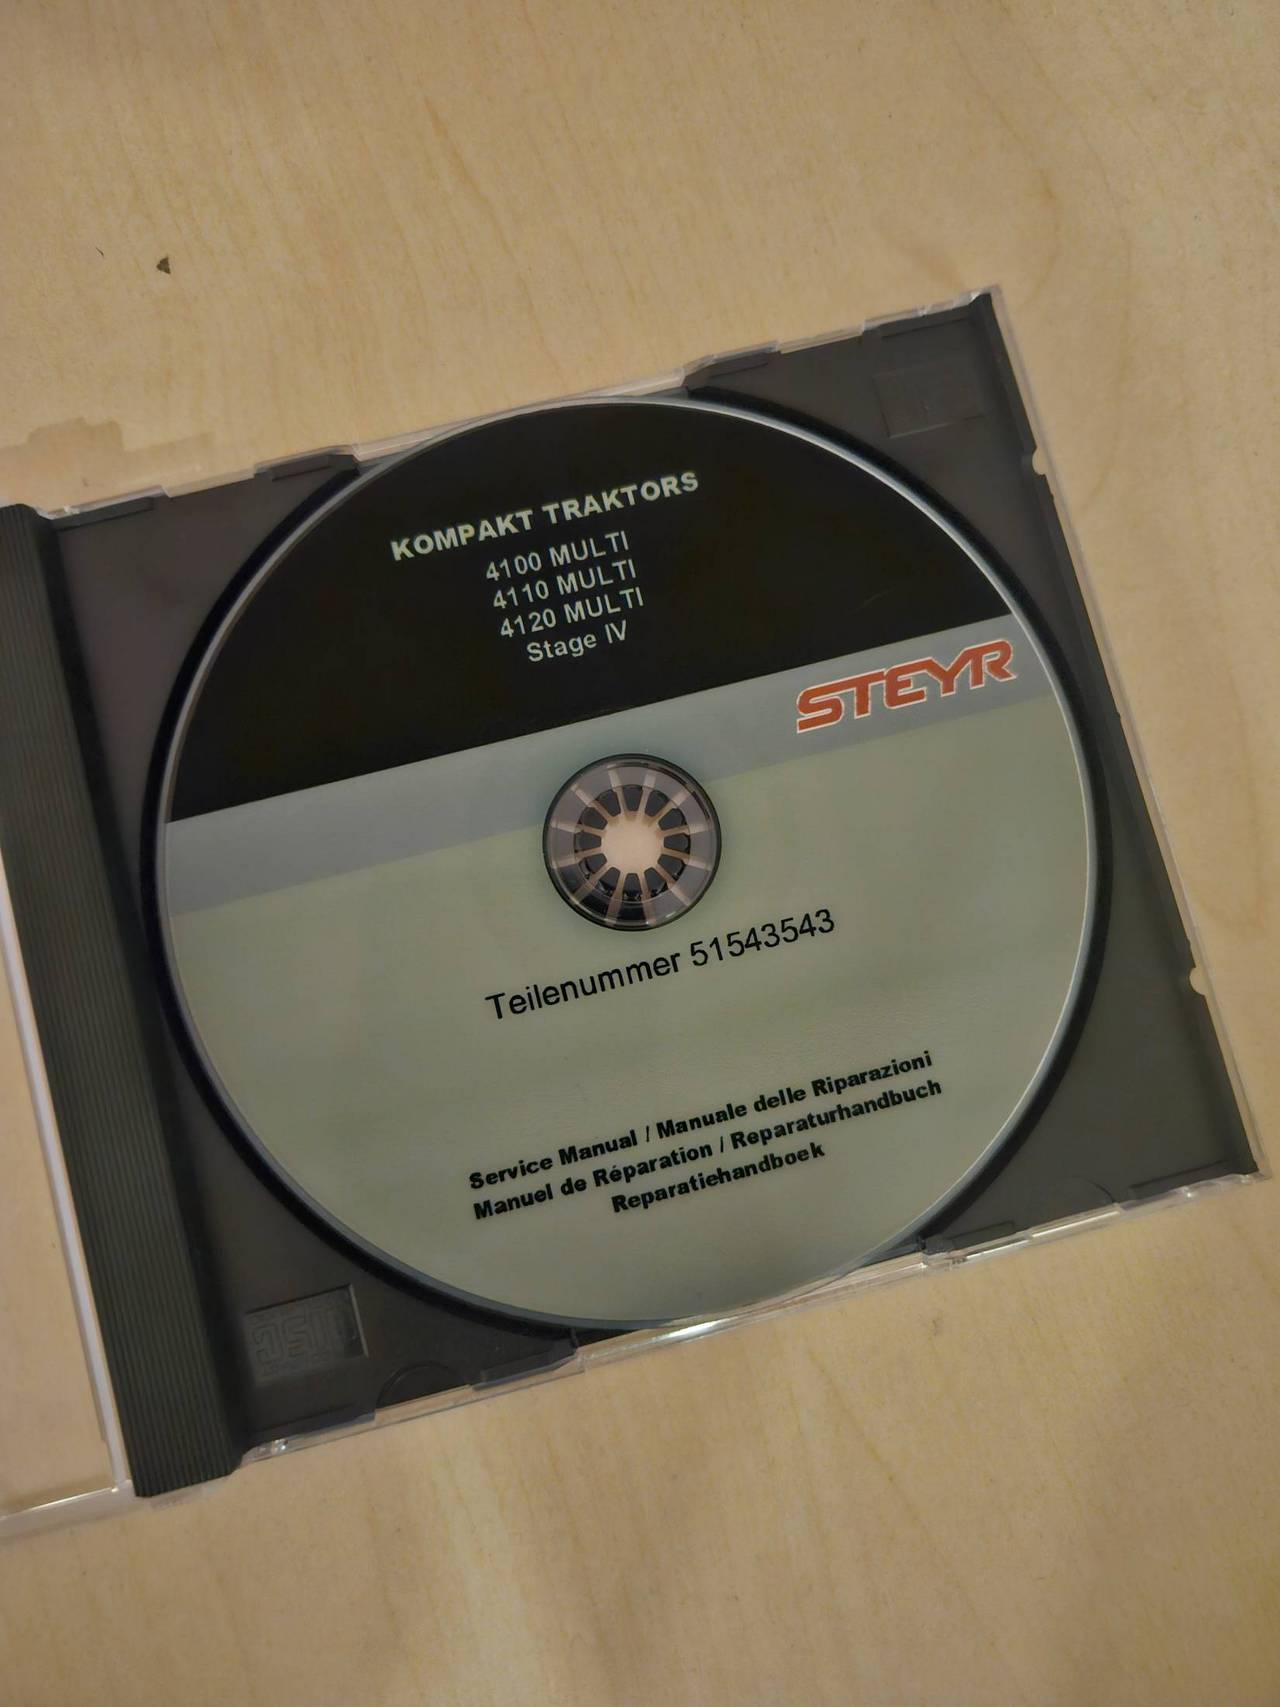 KOMPAKT TRAKTORS
4100 MULTI
4110 MULTI
4120 MULTI
Stage IV
STEYR
Teilenummer 51543543
Service Manual / Manuale delle Riparazioni
Manuel de Réparation / Reparaturhandbuch
Reparatiehandboek